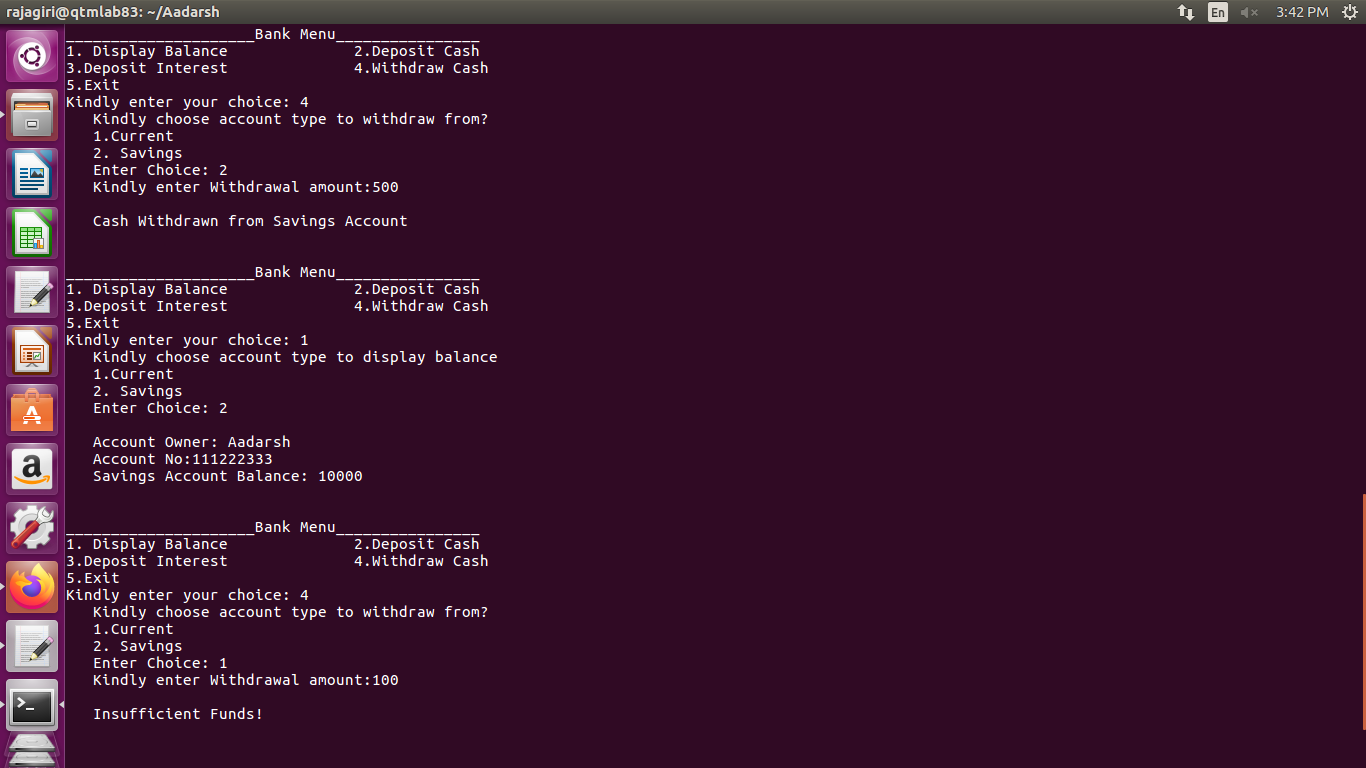 rajagiri@qtmlab83: ~/Aadarsh
En
3:42 PM
_____________________Bank Menu________________
1. Display Balance              2.Deposit Cash
3.Deposit Interest              4.Withdraw Cash
5.Exit
Kindly enter your choice: 4
   Kindly choose account type to withdraw from?
   1.Current
   2. Savings
   Enter Choice: 2
   Kindly enter Withdrawal amount:500
   Cash Withdrawn from Savings Account
_____________________Bank Menu________________
1. Display Balance              2.Deposit Cash
3.Deposit Interest              4.Withdraw Cash
5.Exit
Kindly enter your choice: 1
   Kindly choose account type to display balance
   1.Current
   2. Savings
   Enter Choice: 2
   Account Owner: Aadarsh
   Account No:111222333
   Savings Account Balance: 10000
_____________________Bank Menu________________
1. Display Balance              2.Deposit Cash
3.Deposit Interest              4.Withdraw Cash
5.Exit
Kindly enter your choice: 4
   Kindly choose account type to withdraw from?
   1.Current
   2. Savings
   Enter Choice: 1
   Kindly enter Withdrawal amount:100
   Insufficient Funds!